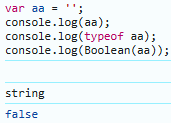 var aa = '';
console.log(aa);
console.log(typeof aa);
console.log(Boolean(aa));
string
false